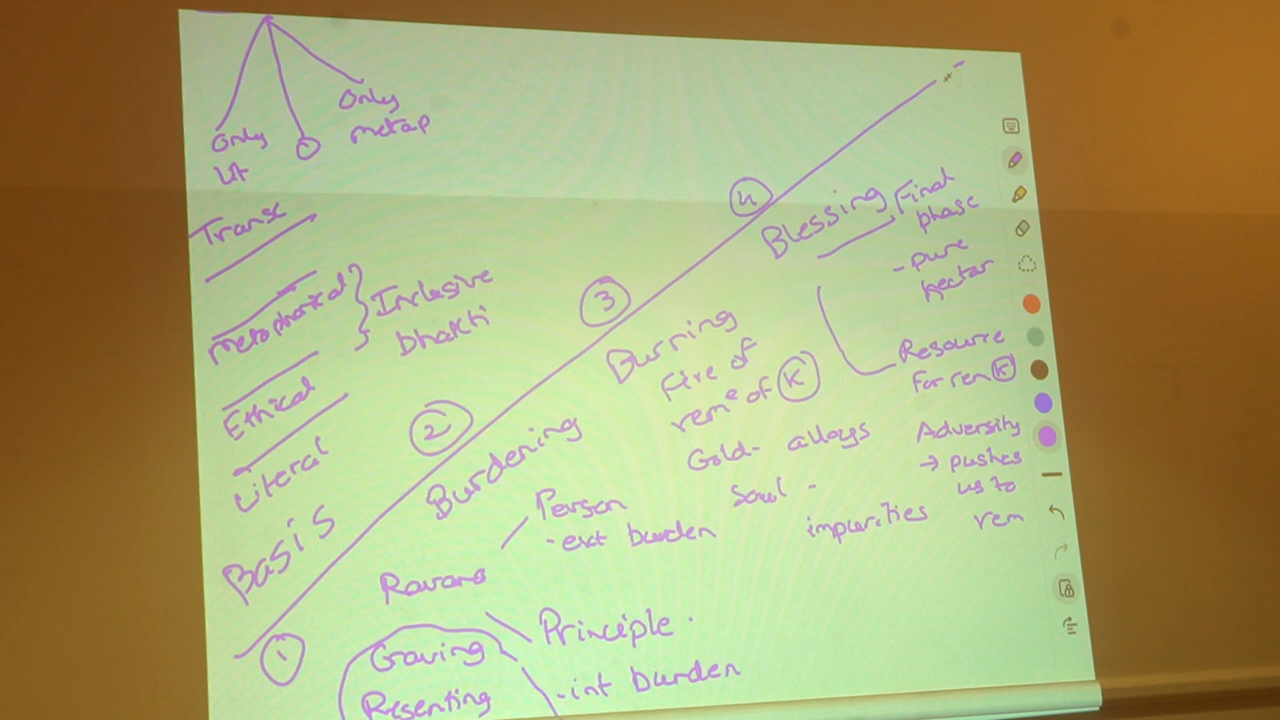 Only
Lit
Only
metap
Transc
Metaphorical
Inclusive
bhakti
Ethical
Literal
1
Basis
2
Burdening
Ravana
Person
- ext burden
Principle.
- int burden
Craving
Resenting
3
Burning
Fire of
remᵉ of K
Gold - alloys
Soul -
impurities
4
Blessing
Final
phase
- pure
nectar
Resource
For rem K
Adversity
→ pushes
us to
rem